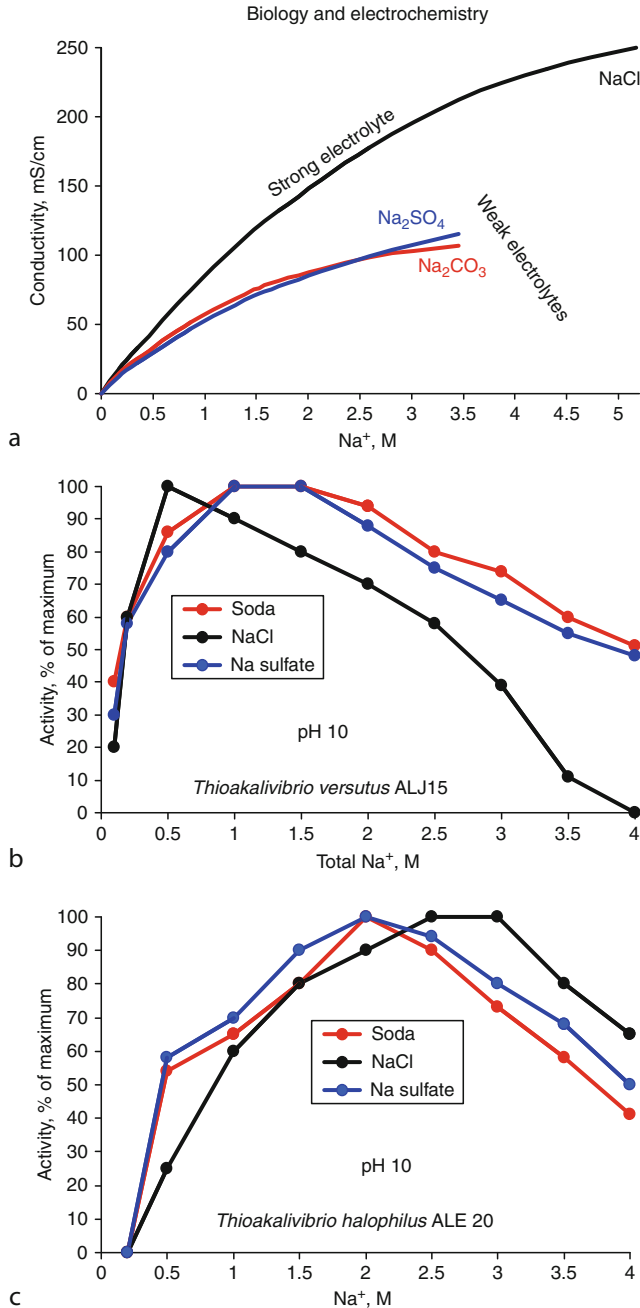 Biology and electrochemistry
250
200
150
100
50
0
Conductivity, mS/cm
NaCl
Strong electrolyte
Na₂SO₄
Na₂CO₃
Weak electrolytes
0 0.5 1 1.5 2 2.5 3 3.5 4 4.5 5
a
Na⁺, M
100
90
80
70
60
50
40
30
20
10
0
Activity, % of maximum
Soda
NaCl
Na sulfate
pH 10
Thioakalivibrio versutus ALJ15
0 0.5 1 1.5 2 2.5 3 3.5 4
b
Total Na⁺, M
100
90
80
70
60
50
40
30
20
10
0
Activity, % of maximum
Soda
NaCl
Na sulfate
pH 10
Thioakalivibrio halophilus ALE 20
0 0.5 1 1.5 2 2.5 3 3.5 4
c
Na⁺, M